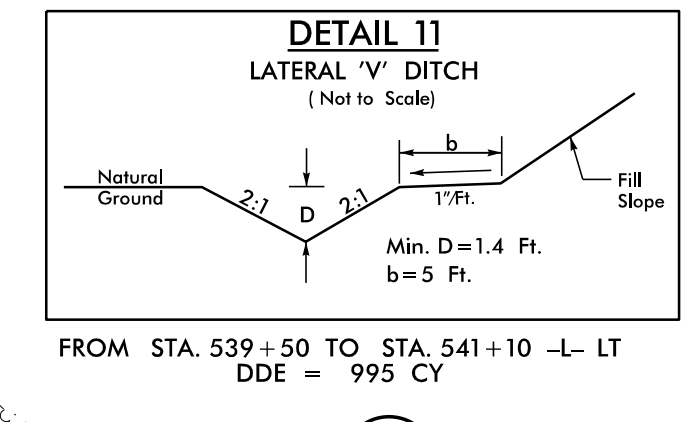 DETAIL 11
LATERAL 'V' DITCH
( Not to Scale)
b
Natural
Ground
2:1
D
2:1
1"/Ft.
Fill
Slope
Min. D=1.4 Ft.
b=5 Ft.
FROM STA. 539+50 TO STA. 541+10 -L- LT
DDE = 995 CY